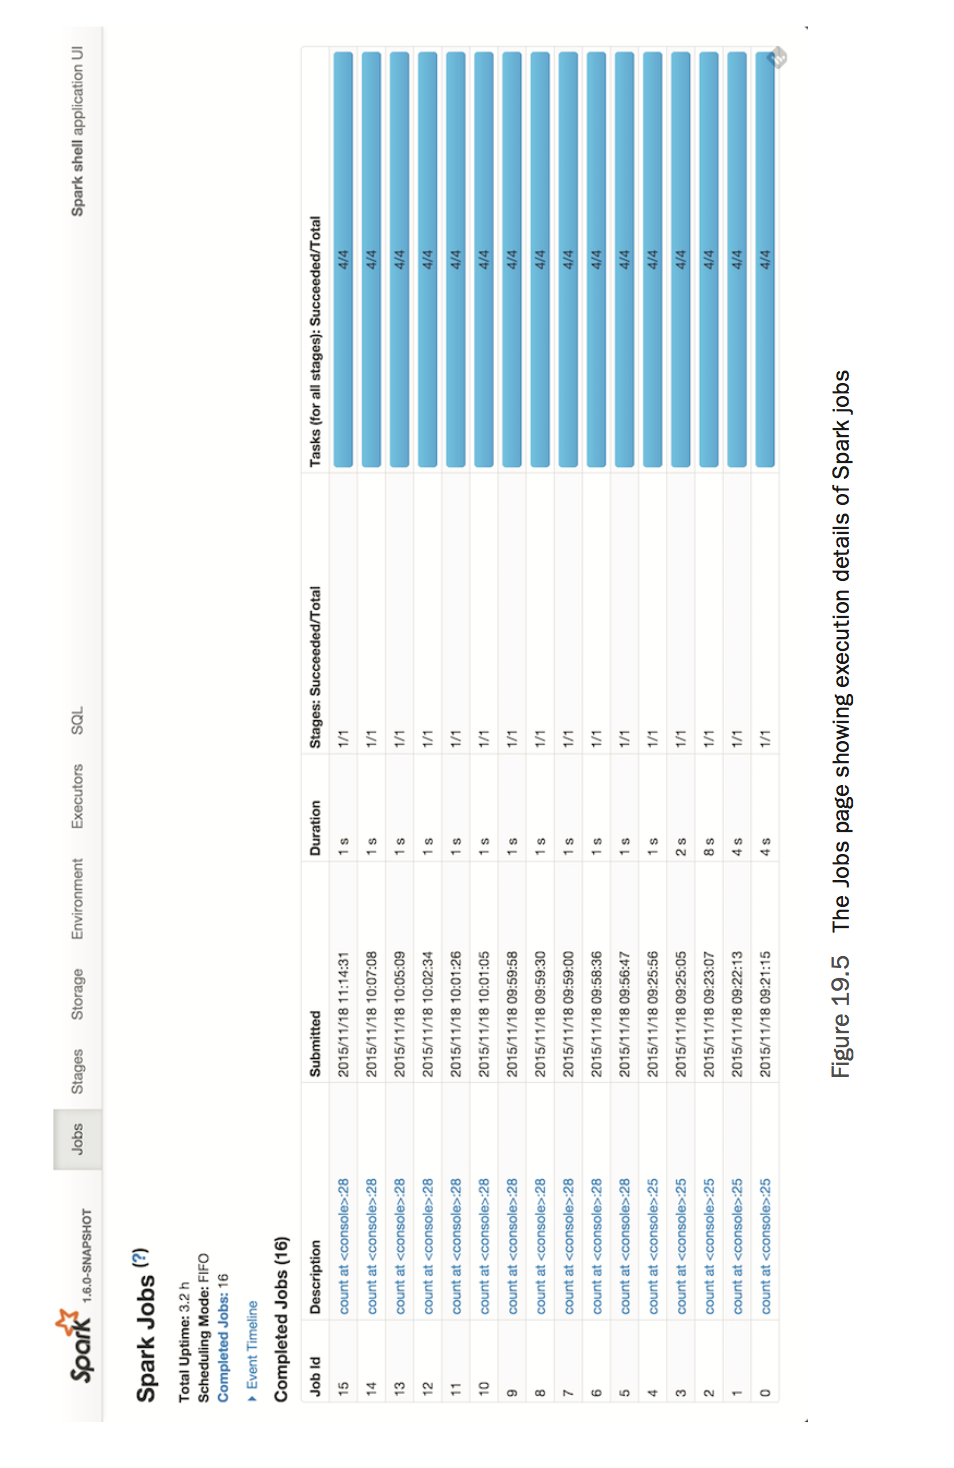 Spark 1.6.0-SNAPSHOT Jobs Stages Storage Environment Executors SQL Spark shell application UI
Spark Jobs (?)
Total Uptime: 3.2 h
Scheduling Mode: FIFO
Completed Jobs: 16
Event Timeline
Completed Jobs (16)
Job Id Description Submitted Duration Stages: Succeeded/Total Tasks (for all stages): Succeeded/Total
15 count at <console>:28 2015/11/18 11:14:31 1 s 1/1 4/4
14 count at <console>:28 2015/11/18 10:07:08 1 s 1/1 4/4
13 count at <console>:28 2015/11/18 10:05:09 1 s 1/1 4/4
12 count at <console>:28 2015/11/18 10:02:34 1 s 1/1 4/4
11 count at <console>:28 2015/11/18 10:01:26 1 s 1/1 4/4
10 count at <console>:28 2015/11/18 10:01:05 1 s 1/1 4/4
9 count at <console>:28 2015/11/18 09:59:58 1 s 1/1 4/4
8 count at <console>:28 2015/11/18 09:59:30 1 s 1/1 4/4
7 count at <console>:28 2015/11/18 09:59:00 1 s 1/1 4/4
6 count at <console>:28 2015/11/18 09:58:36 1 s 1/1 4/4
5 count at <console>:28 2015/11/18 09:56:47 1 s 1/1 4/4
4 count at <console>:25 2015/11/18 09:25:56 1 s 1/1 4/4
3 count at <console>:25 2015/11/18 09:25:05 2 s 1/1 4/4
2 count at <console>:25 2015/11/18 09:23:07 8 s 1/1 4/4
1 count at <console>:25 2015/11/18 09:22:13 4 s 1/1 4/4
0 count at <console>:25 2015/11/18 09:21:15 4 s 1/1 4/4
Figure 19.5 The Jobs page showing execution details of Spark jobs